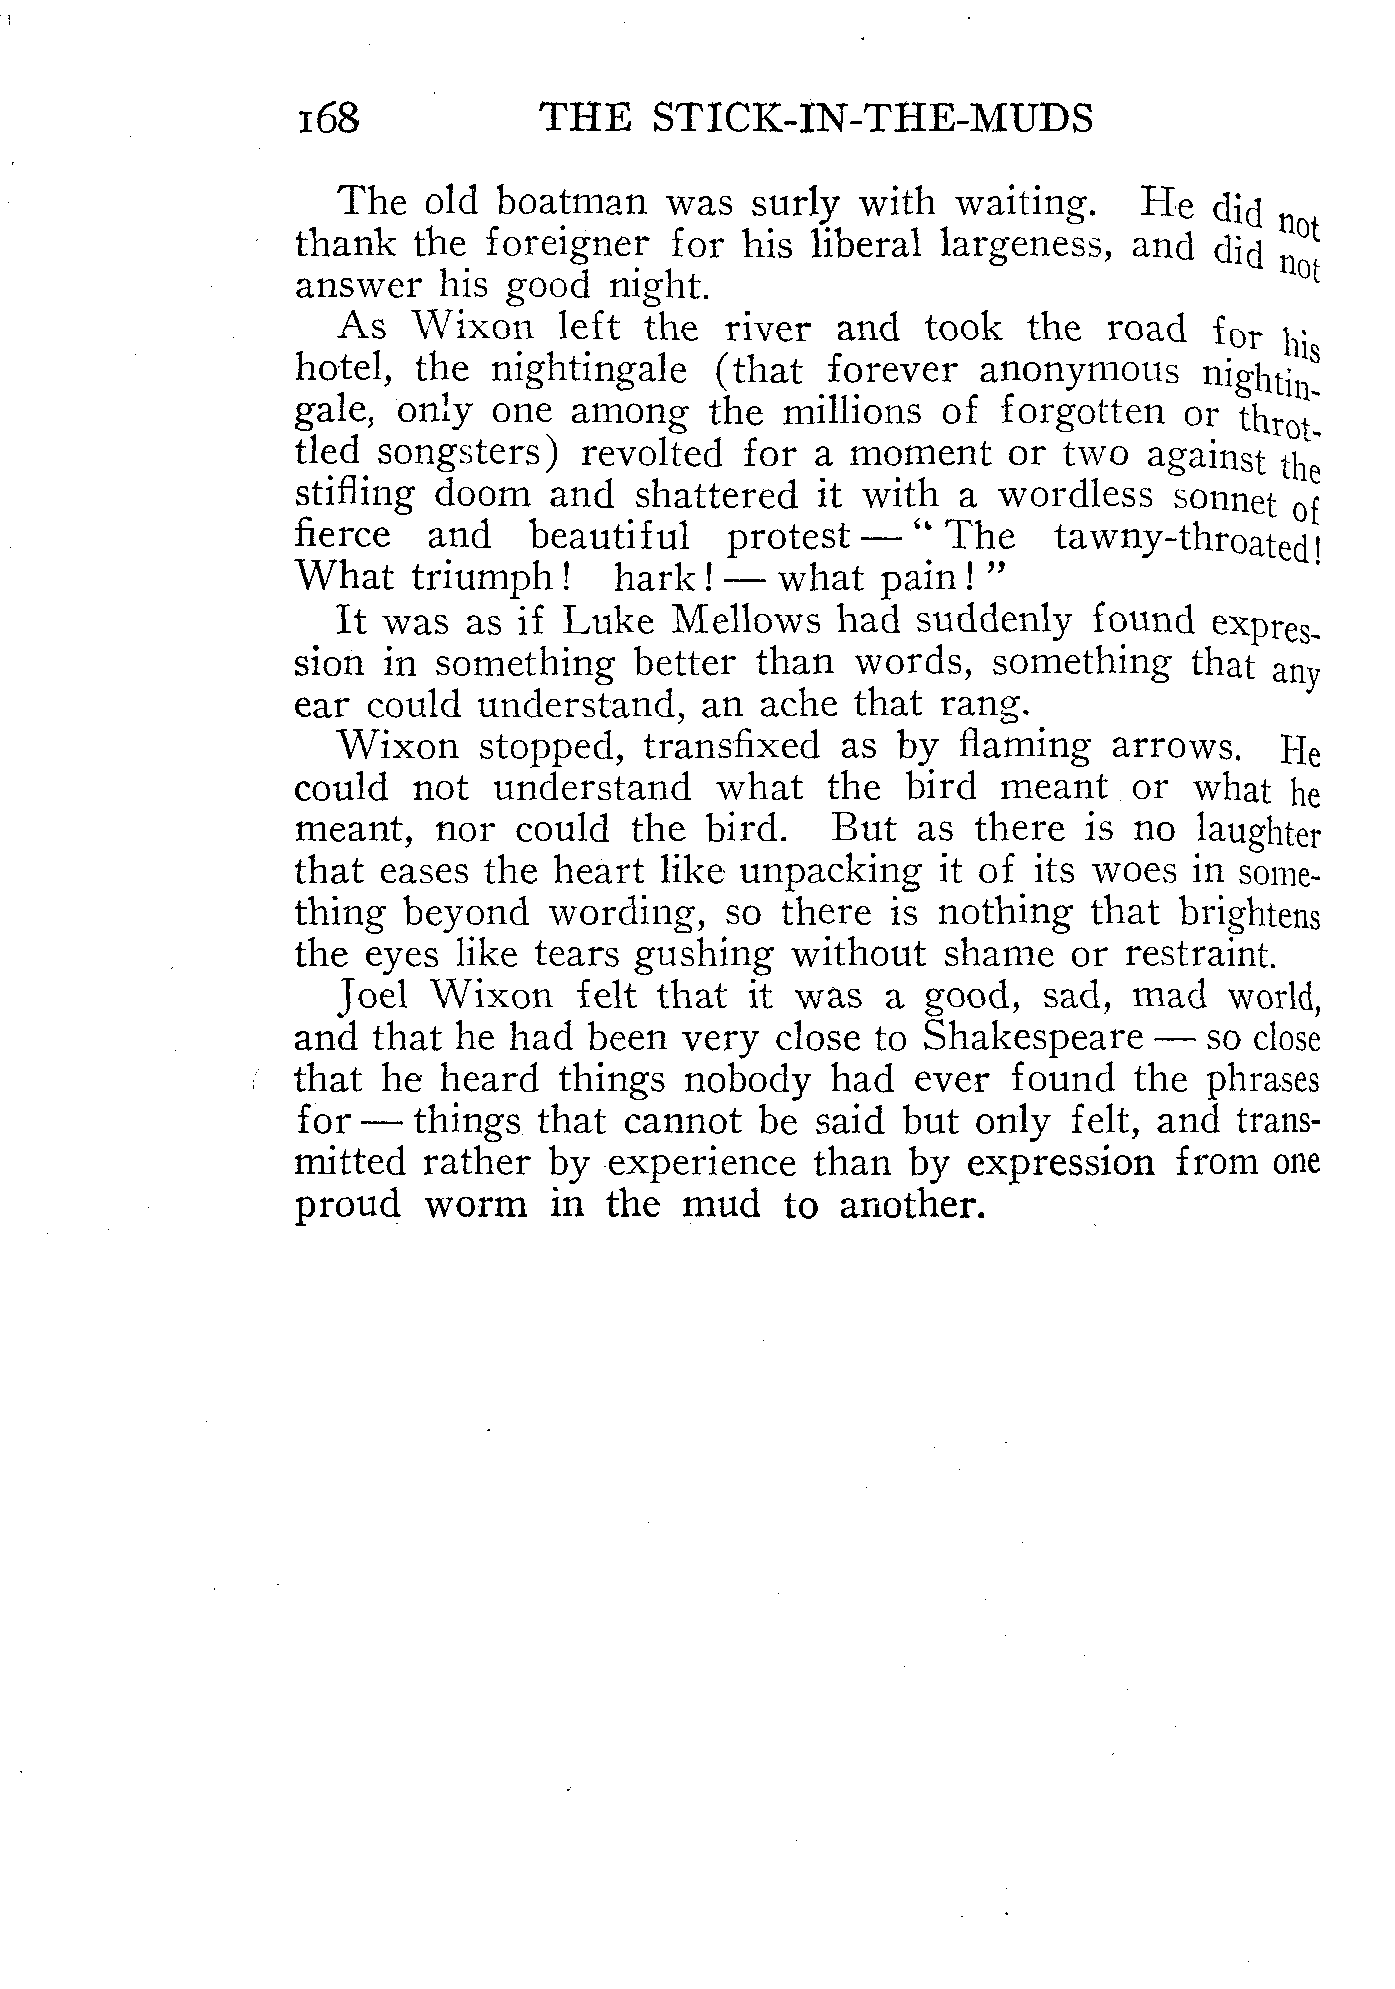 168 THE STICK-IN-THE-MUDS
The old boatman was surly with waiting. He did not
thank the foreigner for his liberal largeness, and did not
answer his good night.
As Wixon left the river and took the road for his
hotel, the nightingale (that forever anonymous nightin-
gale, only one among the millions of forgotten or throt-
tled songsters) revolted for a moment or two against the
stifling doom and shattered it with a wordless sonnet of
fierce and beautiful protest — “ The tawny-throated!
What triumph! hark! — what pain! ”
It was as if Luke Mellows had suddenly found expres-
sion in something better than words, something that any
ear could understand, an ache that rang.
Wixon stopped, transfixed as by flaming arrows. He
could not understand what the bird meant or what he
meant, nor could the bird. But as there is no laughter
that eases the heart like unpacking it of its woes in some-
thing beyond wording, so there is nothing that brightens
the eyes like tears gushing without shame or restraint.
Joel Wixon felt that it was a good, sad, mad world,
and that he had been very close to Shakespeare — so close
that he heard things nobody had ever found the phrases
for — things that cannot be said but only felt, and trans-
mitted rather by experience than by expression from one
proud worm in the mud to another.